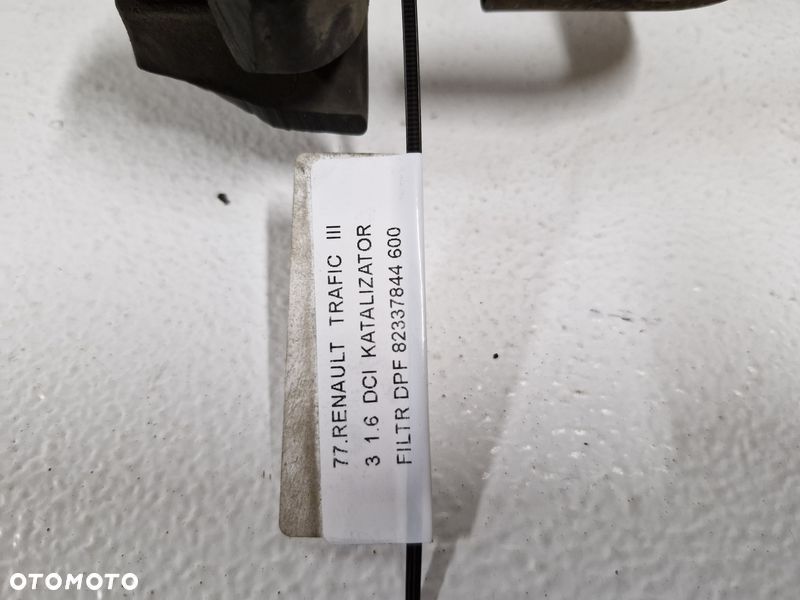 77.RENAULT TRAFIC III
3 1.6 DCI KATALIZATOR
FILTR DPF 82337844 600
OTOMOTO